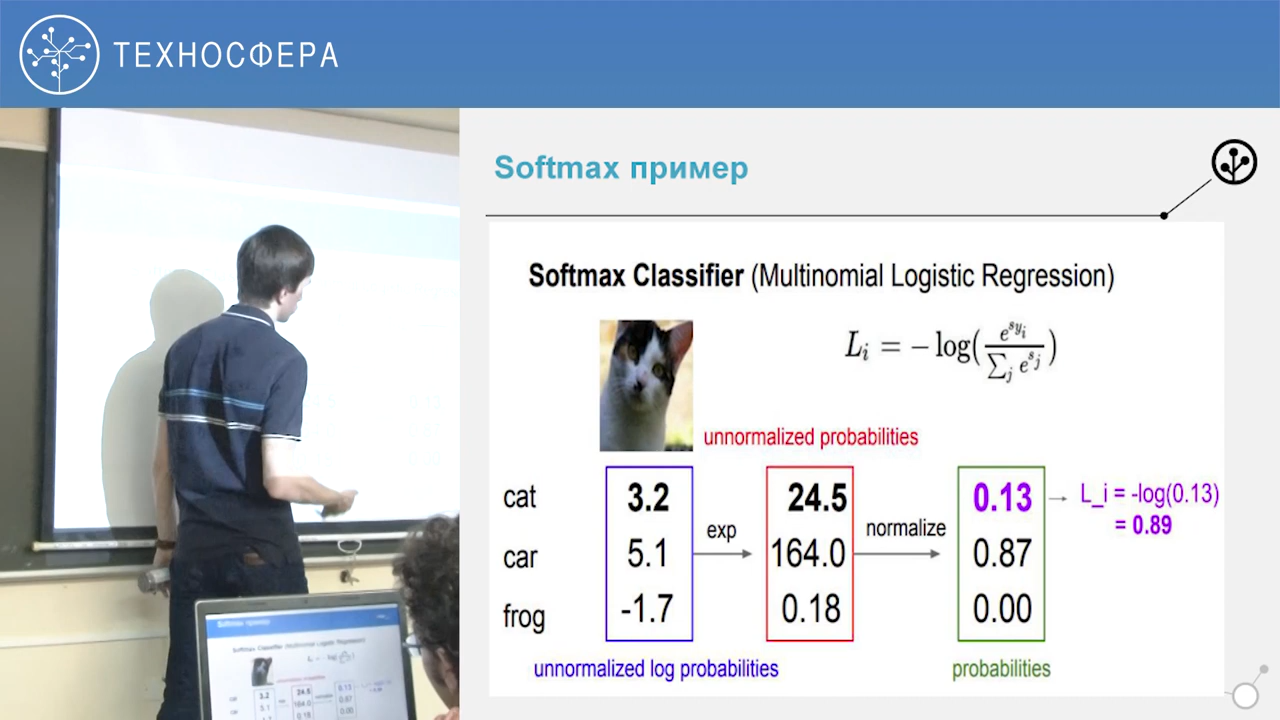 ТЕХНОСФЕРА
Softmax пример
Softmax Classifier (Multinomial Logistic Regression)
L_i = − log(e^{s_{y_i}} / ∑_j e^{s_j})
unnormalized probabilities
cat 3.2 24.5 0.13 → L_i = -log(0.13)
= 0.89
exp normalize
car 5.1 164.0 0.87
frog -1.7 0.18 0.00
unnormalized log probabilities probabilities